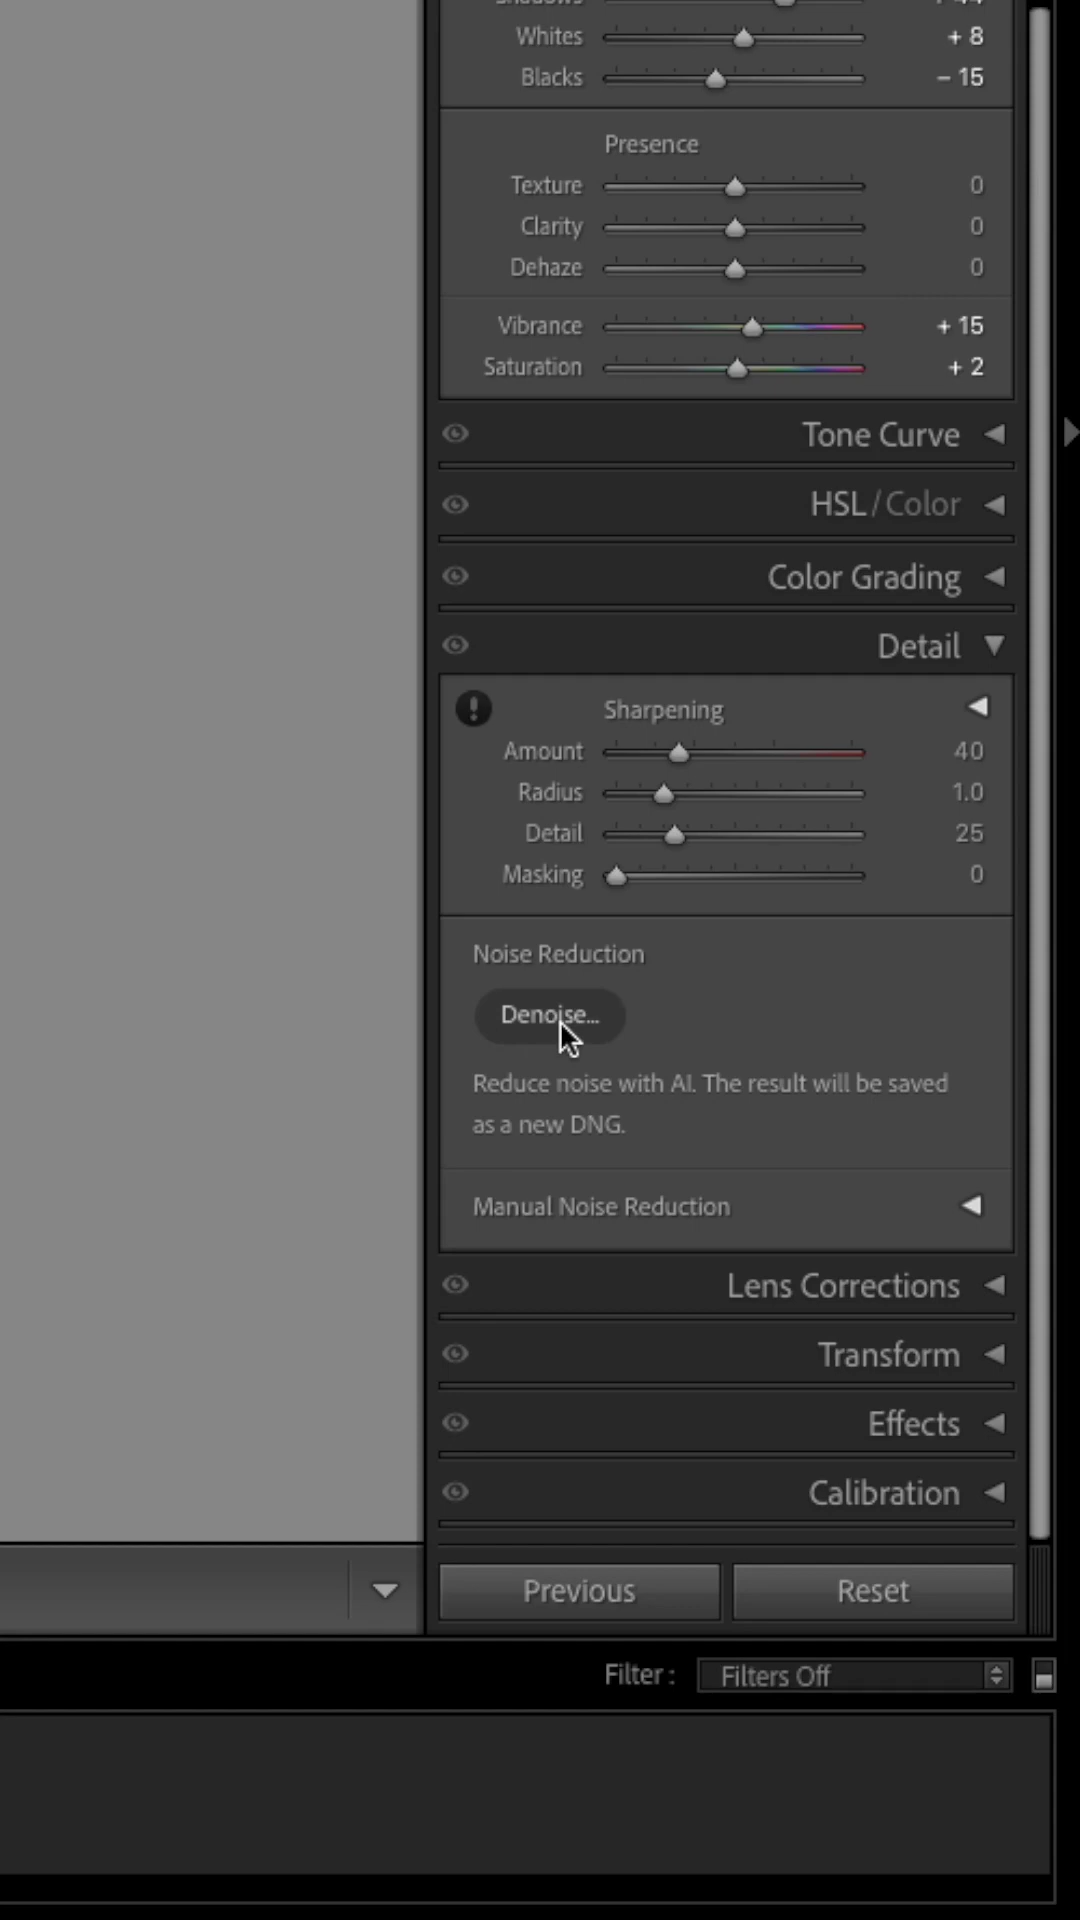 Whites + 8
Blacks – 15
Presence
Texture 0
Clarity 0
Dehaze 0
Vibrance + 15
Saturation + 2
Tone Curve
HSL / Color
Color Grading
Detail
Sharpening
Amount 40
Radius 1.0
Detail 25
Masking 0
Noise Reduction
Denoise...
Reduce noise with AI. The result will be saved
as a new DNG.
Manual Noise Reduction
Lens Corrections
Transform
Effects
Calibration
Previous Reset
Filter : Filters Off